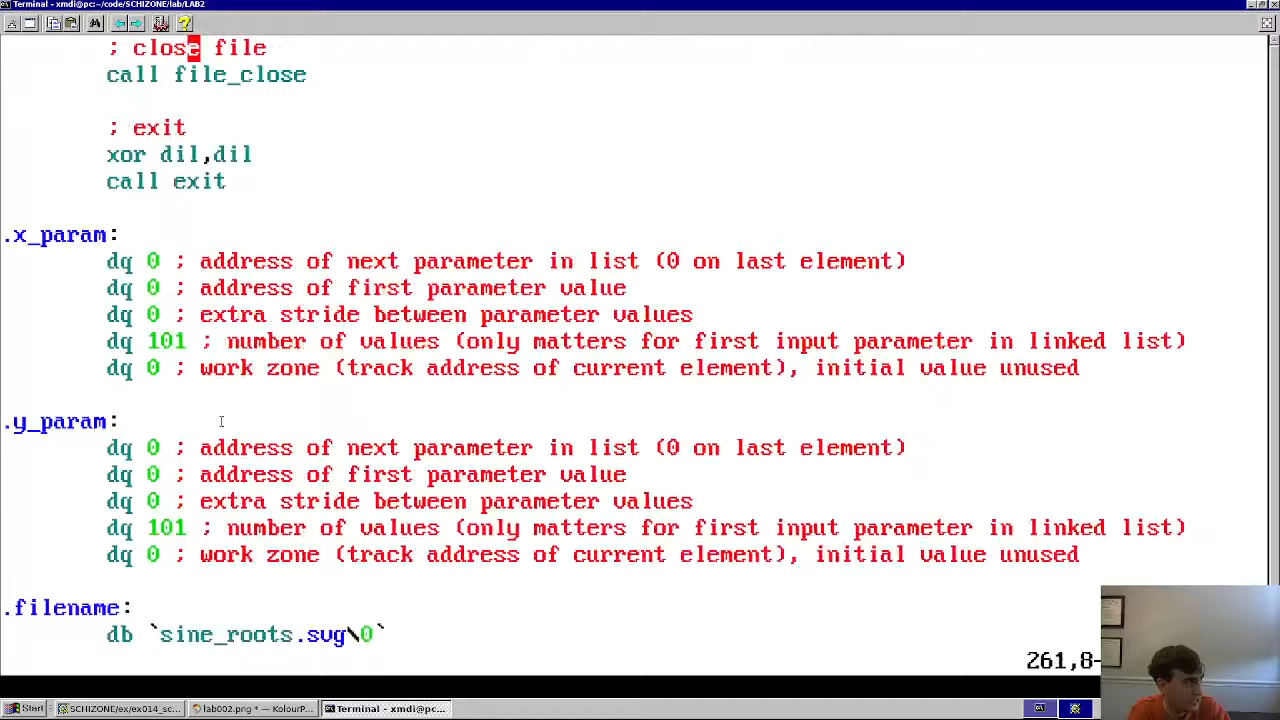 Terminal - xmdi@pc:~/code/SCHIZONE/lab/LAB2
; close file
call file_close
; exit
xor dil,dil
call exit
.x_param:
dq 0 ; address of next parameter in list (0 on last element)
dq 0 ; address of first parameter value
dq 0 ; extra stride between parameter values
dq 101 ; number of values (only matters for first input parameter in linked list)
dq 0 ; work zone (track address of current element), initial value unused
.y_param:
dq 0 ; address of next parameter in list (0 on last element)
dq 0 ; address of first parameter value
dq 0 ; extra stride between parameter values
dq 101 ; number of values (only matters for first input parameter in linked list)
dq 0 ; work zone (track address of current element), initial value unused
.filename:
db `sine_roots.svg\0`
261,8-
Start SCHIZONE/ex/ex014_sc... lab002.png * — KolourP... Terminal - xmdi@pc...